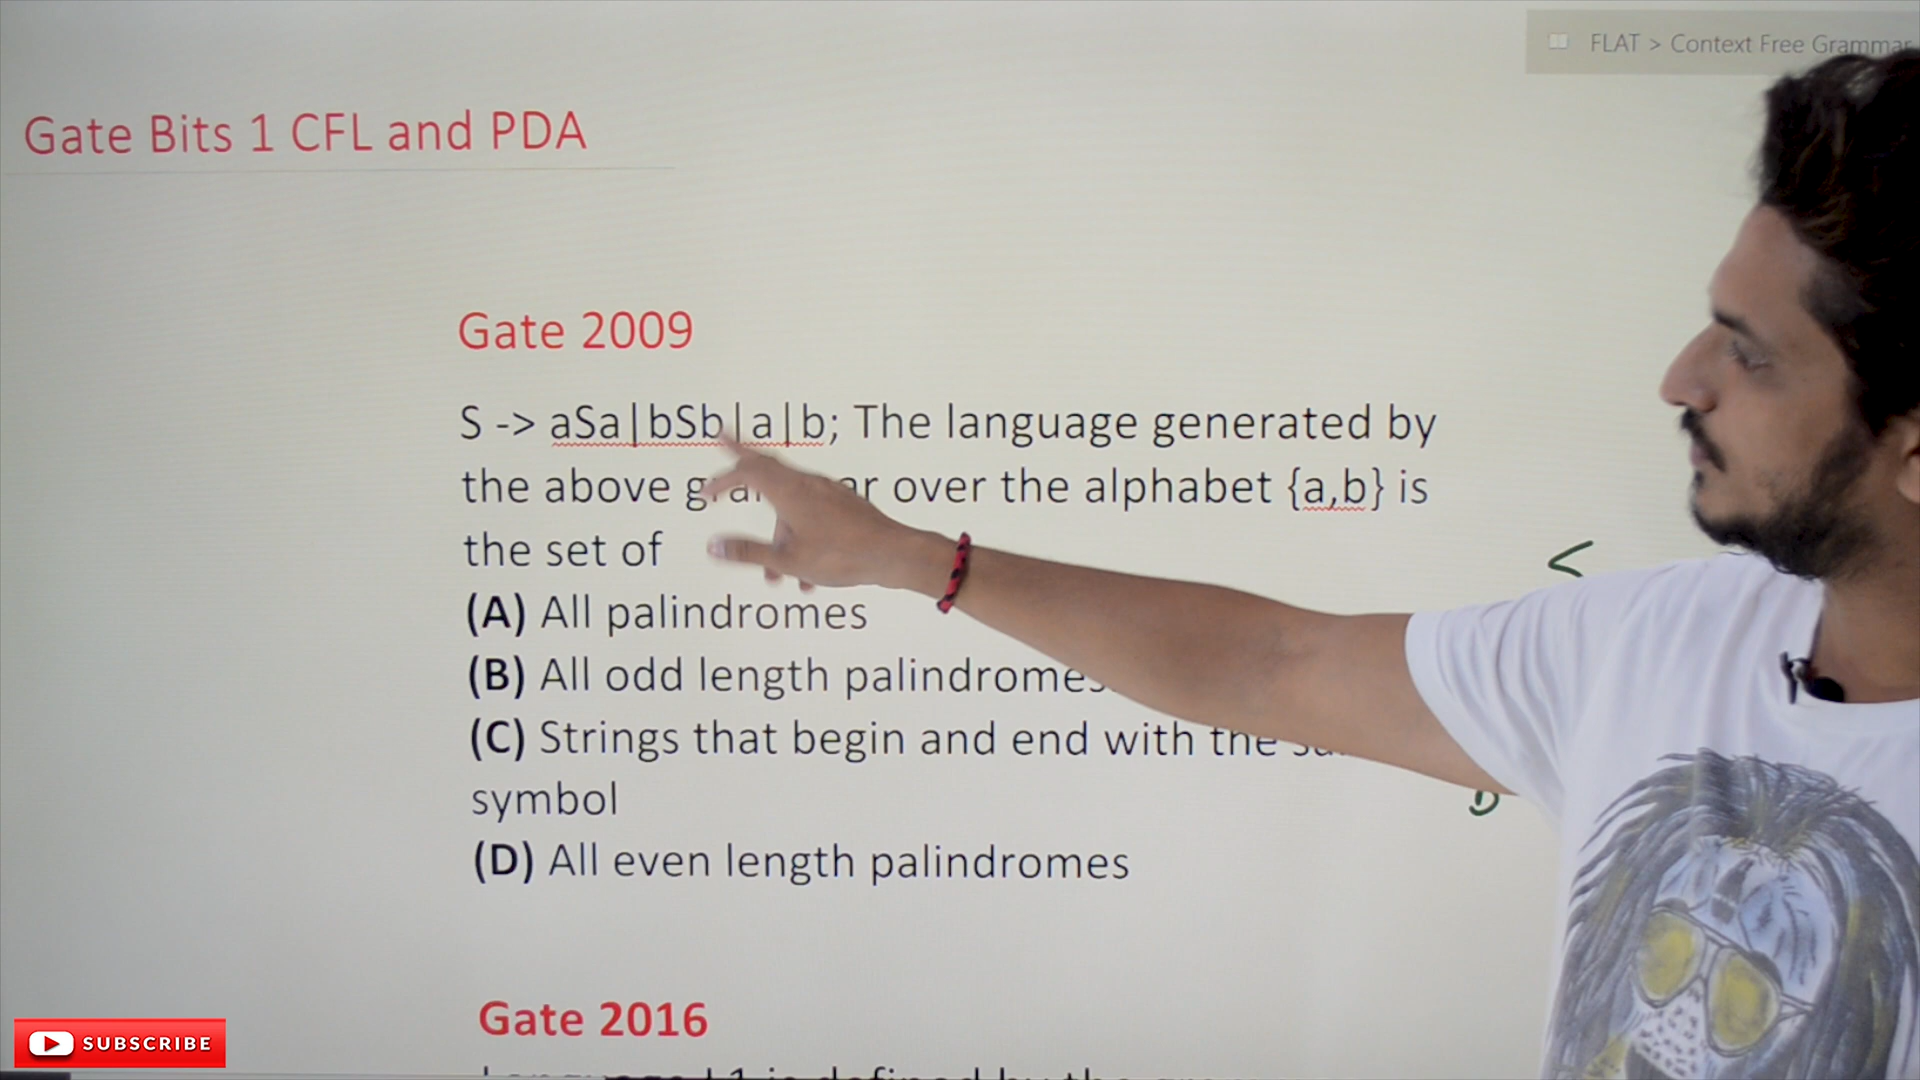 FLAT > Context Free Grammar
Gate Bits 1 CFL and PDA
Gate 2009
S -> aSa|bSb|a|b; The language generated by
the above over the alphabet {a,b} is
the set of
(A) All palindromes
(B) All odd length palindromes
(C) Strings that begin and end with the
symbol
(D) All even length palindromes
Gate 2016
SUBSCRIBE